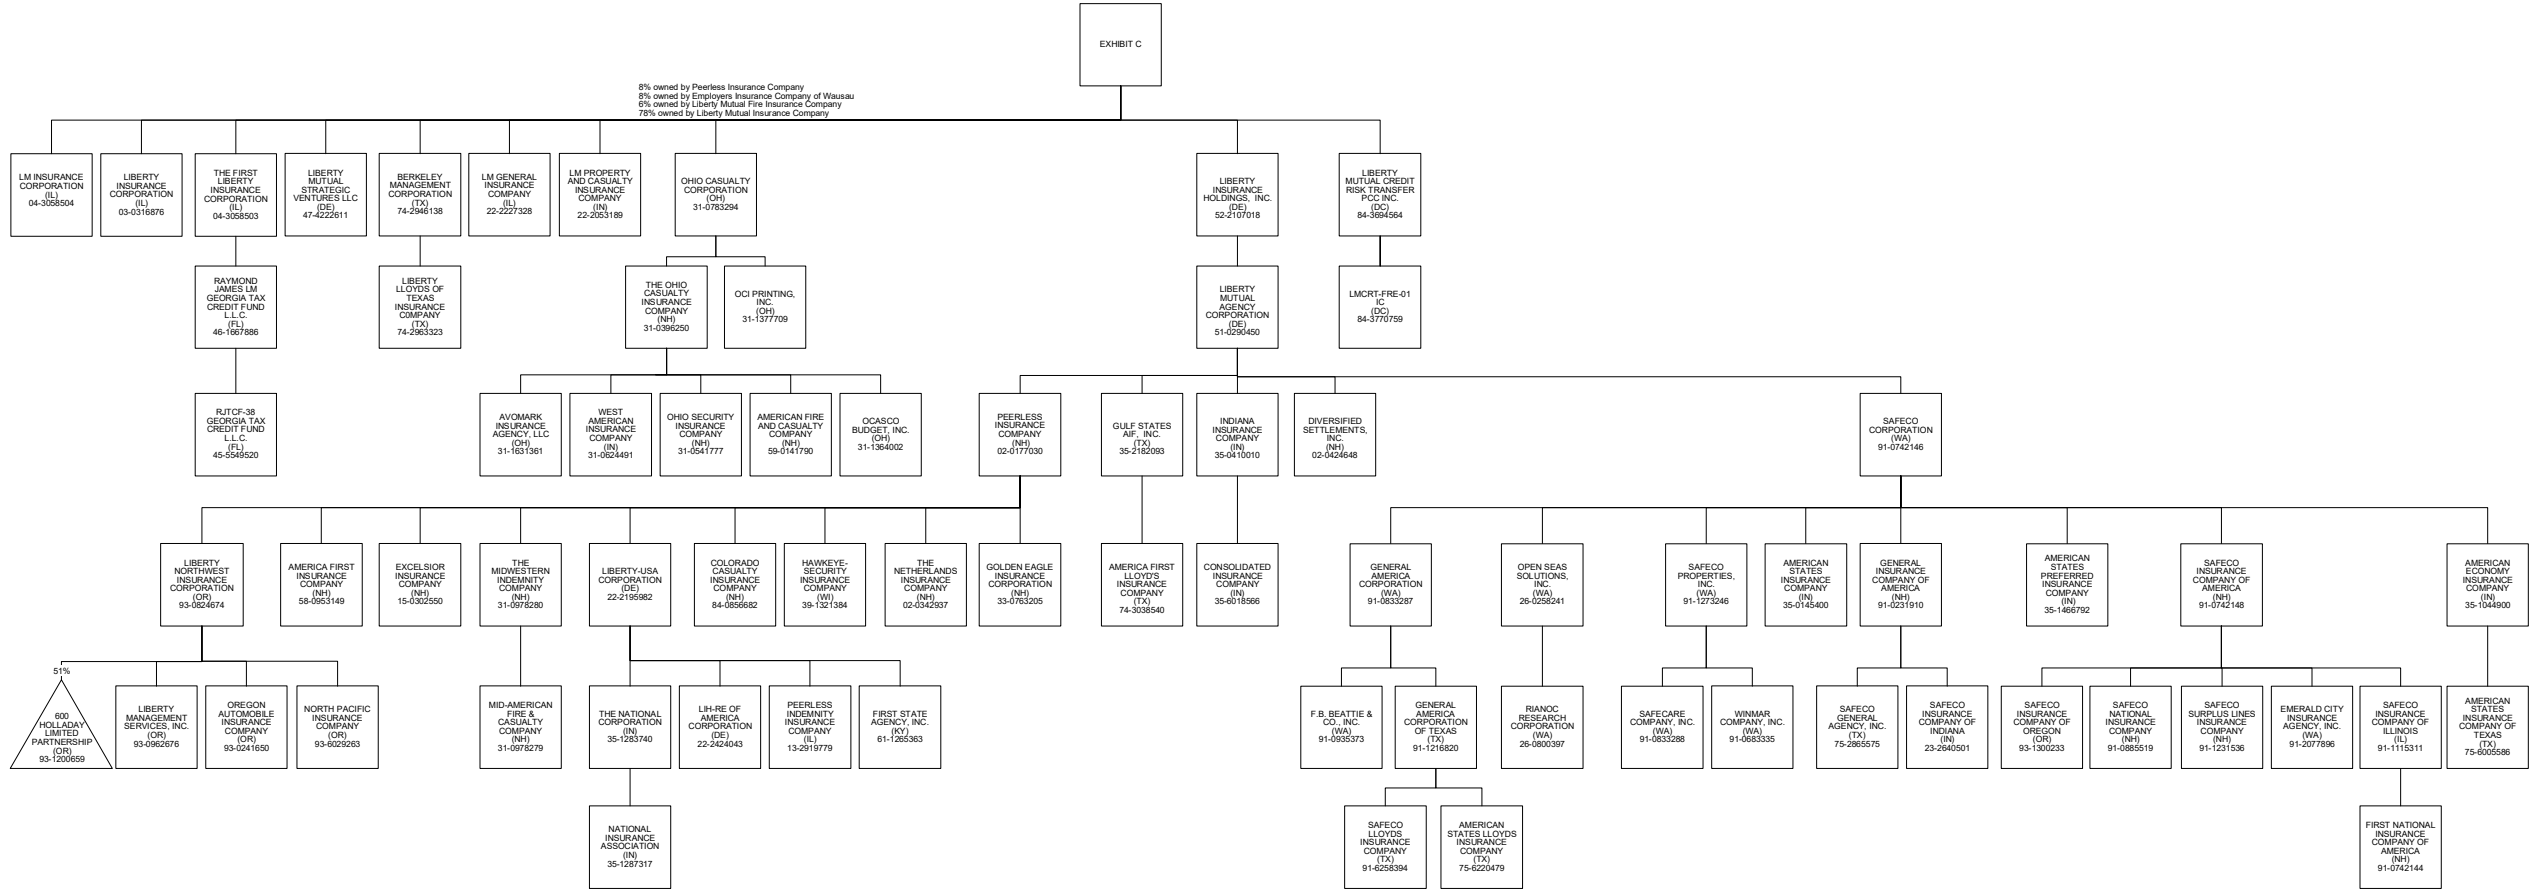 EXHIBIT C
8% owned by Peerless Insurance Company
8% owned by Employers Insurance Company of Wausau
6% owned by Liberty Mutual Fire Insurance Company
78% owned by Liberty Mutual Insurance Company
LM INSURANCE
CORPORATION
(IL)
04-3058504
LIBERTY
INSURANCE
CORPORATION
(IL)
03-0316876
THE FIRST
LIBERTY
INSURANCE
CORPORATION
(IL)
04-3058503
LIBERTY
MUTUAL
STRATEGIC
VENTURES LLC
(DE)
47-4222611
BERKELEY
MANAGEMENT
CORPORATION
(TX)
74-2946138
LM GENERAL
INSURANCE
COMPANY
(IL)
22-2227328
LM PROPERTY
AND CASUALTY
INSURANCE
COMPANY
(IN)
22-2053189
OHIO CASUALTY
CORPORATION
(OH)
31-0783294
LIBERTY
INSURANCE
HOLDINGS, INC.
(DE)
52-2107018
LIBERTY
MUTUAL CREDIT
RISK TRANSFER
PCC INC.
(DC)
84-3694564
RAYMOND
JAMES LM
GEORGIA TAX
CREDIT FUND
L.L.C.
(FL)
46-1667886
LIBERTY
LLOYDS OF
TEXAS
INSURANCE
C0MPANY
(TX)
74-2963323
THE OHIO
CASUALTY
INSURANCE
COMPANY
(NH)
31-0396250
OCI PRINTING,
INC.
(OH)
31-1377709
LIBERTY
MUTUAL
AGENCY
CORPORATION
(DE)
51-0290450
LMCRT-FRE-01
IC
(DC)
84-3770759
RJTCF-38
GEORGIA TAX
CREDIT FUND
L.L.C.
(FL)
45-5549520
AVOMARK
INSURANCE
AGENCY, LLC
(OH)
31-1631361
WEST
AMERICAN
INSURANCE
COMPANY
(IN)
31-0624491
OHIO SECURITY
INSURANCE
COMPANY
(NH)
31-0541777
AMERICAN FIRE
AND CASUALTY
COMPANY
(NH)
59-0141790
OCASCO
BUDGET, INC.
(OH)
31-1364002
PEERLESS
INSURANCE
COMPANY
(NH)
02-0177030
GULF STATES
AIF, INC.
(TX)
35-2182093
INDIANA
INSURANCE
COMPANY
(IN)
35-0410010
DIVERSIFIED
SETTLEMENTS,
INC.
(NH)
02-0424648
SAFECO
CORPORATION
(WA)
91-0742146
LIBERTY
NORTHWEST
INSURANCE
CORPORATION
(OR)
93-0824674
AMERICA FIRST
INSURANCE
COMPANY
(NH)
58-0953149
EXCELSIOR
INSURANCE
COMPANY
(NH)
15-0302550
THE
MIDWESTERN
INDEMNITY
COMPANY
(NH)
31-0978280
LIBERTY-USA
CORPORATION
(DE)
22-2195982
COLORADO
CASUALTY
INSURANCE
COMPANY
(NH)
84-0856682
HAWKEYE-
SECURITY
INSURANCE
COMPANY
(WI)
39-1321384
THE
NETHERLANDS
INSURANCE
COMPANY
(NH)
02-0342937
GOLDEN EAGLE
INSURANCE
CORPORATION
(NH)
33-0763205
AMERICA FIRST
LLOYD'S
INSURANCE
COMPANY
(TX)
74-3038540
CONSOLIDATED
INSURANCE
COMPANY
(IN)
35-6018566
GENERAL
AMERICA
CORPORATION
(WA)
91-0833287
OPEN SEAS
SOLUTIONS,
INC.
(WA)
26-0258241
SAFECO
PROPERTIES,
INC.
(WA)
91-1273246
AMERICAN
STATES
INSURANCE
COMPANY
(IN)
35-0145400
GENERAL
INSURANCE
COMPANY OF
AMERICA
(NH)
91-0231910
AMERICAN
STATES
PREFERRED
INSURANCE
COMPANY
(IN)
35-1466792
SAFECO
INSURANCE
COMPANY OF
AMERICA
(NH)
91-0742148
AMERICAN
ECONOMY
INSURANCE
COMPANY
(IN)
35-1044900
51%
600
HOLLADAY
LIMITED
PARTNERSHIP
(OR)
93-1200659
LIBERTY
MANAGEMENT
SERVICES, INC.
(OR)
93-0962676
OREGON
AUTOMOBILE
INSURANCE
COMPANY
(OR)
93-0241650
NORTH PACIFIC
INSURANCE
COMPANY
(OR)
93-6029263
MID-AMERICAN
FIRE &
CASUALTY
COMPANY
(NH)
31-0978279
THE NATIONAL
CORPORATION
(IN)
35-1283740
LIH-RE OF
AMERICA
CORPORATION
(DE)
22-2424043
PEERLESS
INDEMNITY
INSURANCE
COMPANY
(IL)
13-2919779
FIRST STATE
AGENCY, INC.
(KY)
61-1265363
F.B. BEATTIE &
CO., INC.
(WA)
91-0935373
GENERAL
AMERICA
CORPORATION
OF TEXAS
(TX)
91-1216820
RIANOC
RESEARCH
CORPORATION
(WA)
26-0800397
SAFECARE
COMPANY, INC.
(WA)
91-0833288
WINMAR
COMPANY, INC.
(WA)
91-0683335
SAFECO
GENERAL
AGENCY, INC.
(TX)
75-2865575
SAFECO
INSURANCE
COMPANY OF
INDIANA
(IN)
23-2640501
SAFECO
INSURANCE
COMPANY OF
OREGON
(OR)
93-1300233
SAFECO
NATIONAL
INSURANCE
COMPANY
(NH)
91-0885519
SAFECO
SURPLUS LINES
INSURANCE
COMPANY
(NH)
91-1231536
EMERALD CITY
INSURANCE
AGENCY, INC.
(WA)
91-2077896
SAFECO
INSURANCE
COMPANY OF
ILLINOIS
(IL)
91-1115311
AMERICAN
STATES
INSURANCE
COMPANY OF
TEXAS
(TX)
75-6005586
NATIONAL
INSURANCE
ASSOCIATION
(IN)
35-1287317
SAFECO
LLOYDS
INSURANCE
COMPANY
(TX)
91-6258394
AMERICAN
STATES LLOYDS
INSURANCE
COMPANY
(TX)
75-6220479
FIRST NATIONAL
INSURANCE
COMPANY OF
AMERICA
(NH)
91-0742144